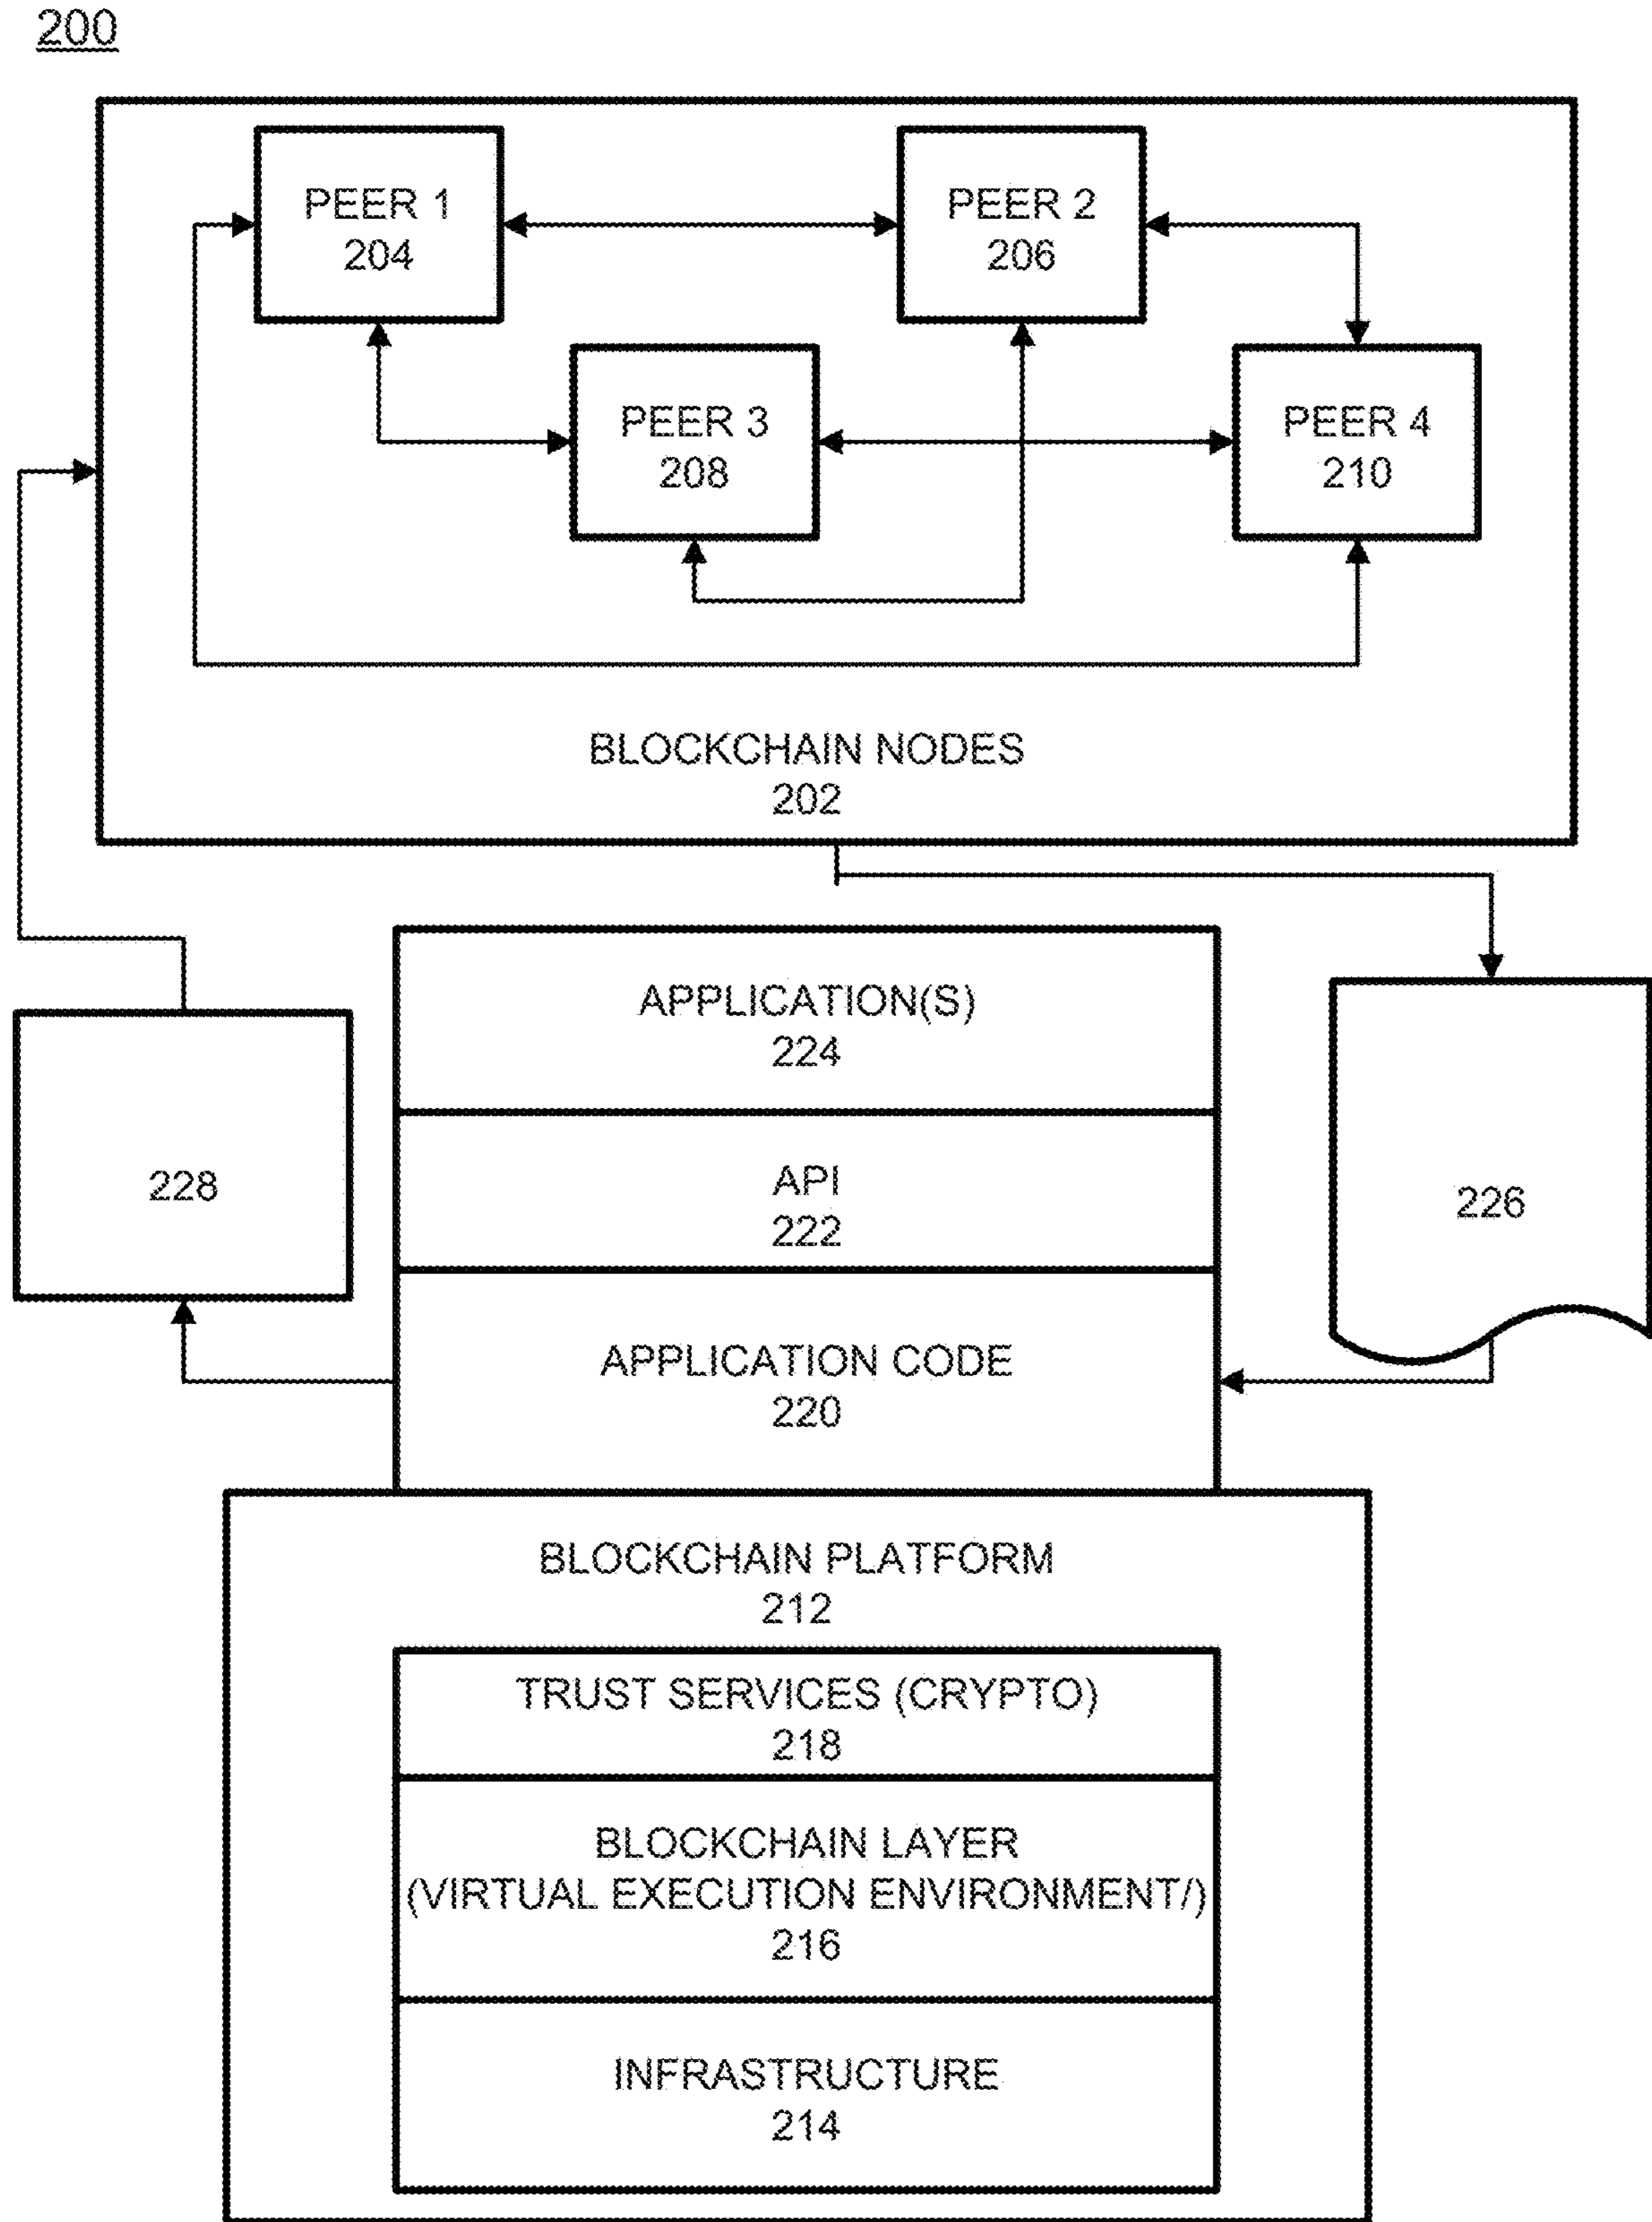 200
PEER 1
204
PEER 2
206
PEER 3
208
PEER 4
210
BLOCKCHAIN NODES
202
APPLICATION(S)
224
228
API
222
226
APPLICATION CODE
220
BLOCKCHAIN PLATFORM
212
TRUST SERVICES (CRYPTO)
218
BLOCKCHAIN LAYER
(VIRTUAL EXECUTION ENVIRONMENT/)
216
INFRASTRUCTURE
214